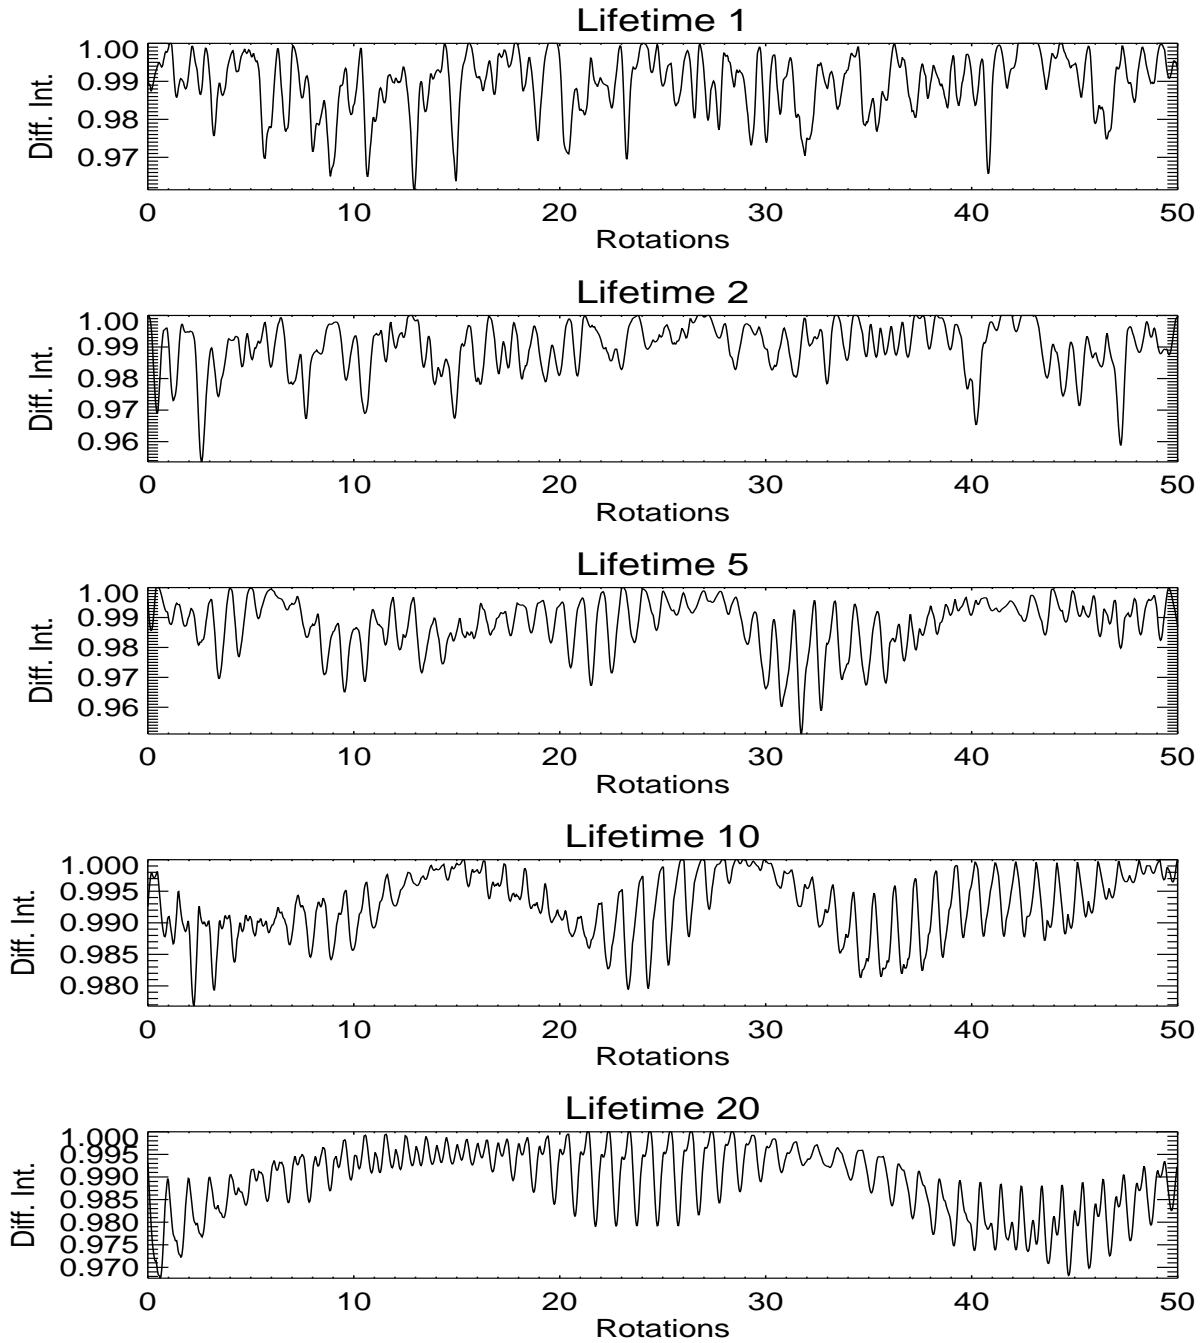 Lifetime 1
Diff. Int.
1.00
0.99
0.98
0.97
0 10 20 30 40 50
Rotations
Lifetime 2
Diff. Int.
1.00
0.99
0.98
0.97
0.96
0 10 20 30 40 50
Rotations
Lifetime 5
Diff. Int.
1.00
0.99
0.98
0.97
0.96
0 10 20 30 40 50
Rotations
Lifetime 10
Diff. Int.
1.000
0.995
0.990
0.985
0.980
0 10 20 30 40 50
Rotations
Lifetime 20
Diff. Int.
1.000
0.995
0.990
0.985
0.980
0.975
0.970
0 10 20 30 40 50
Rotations